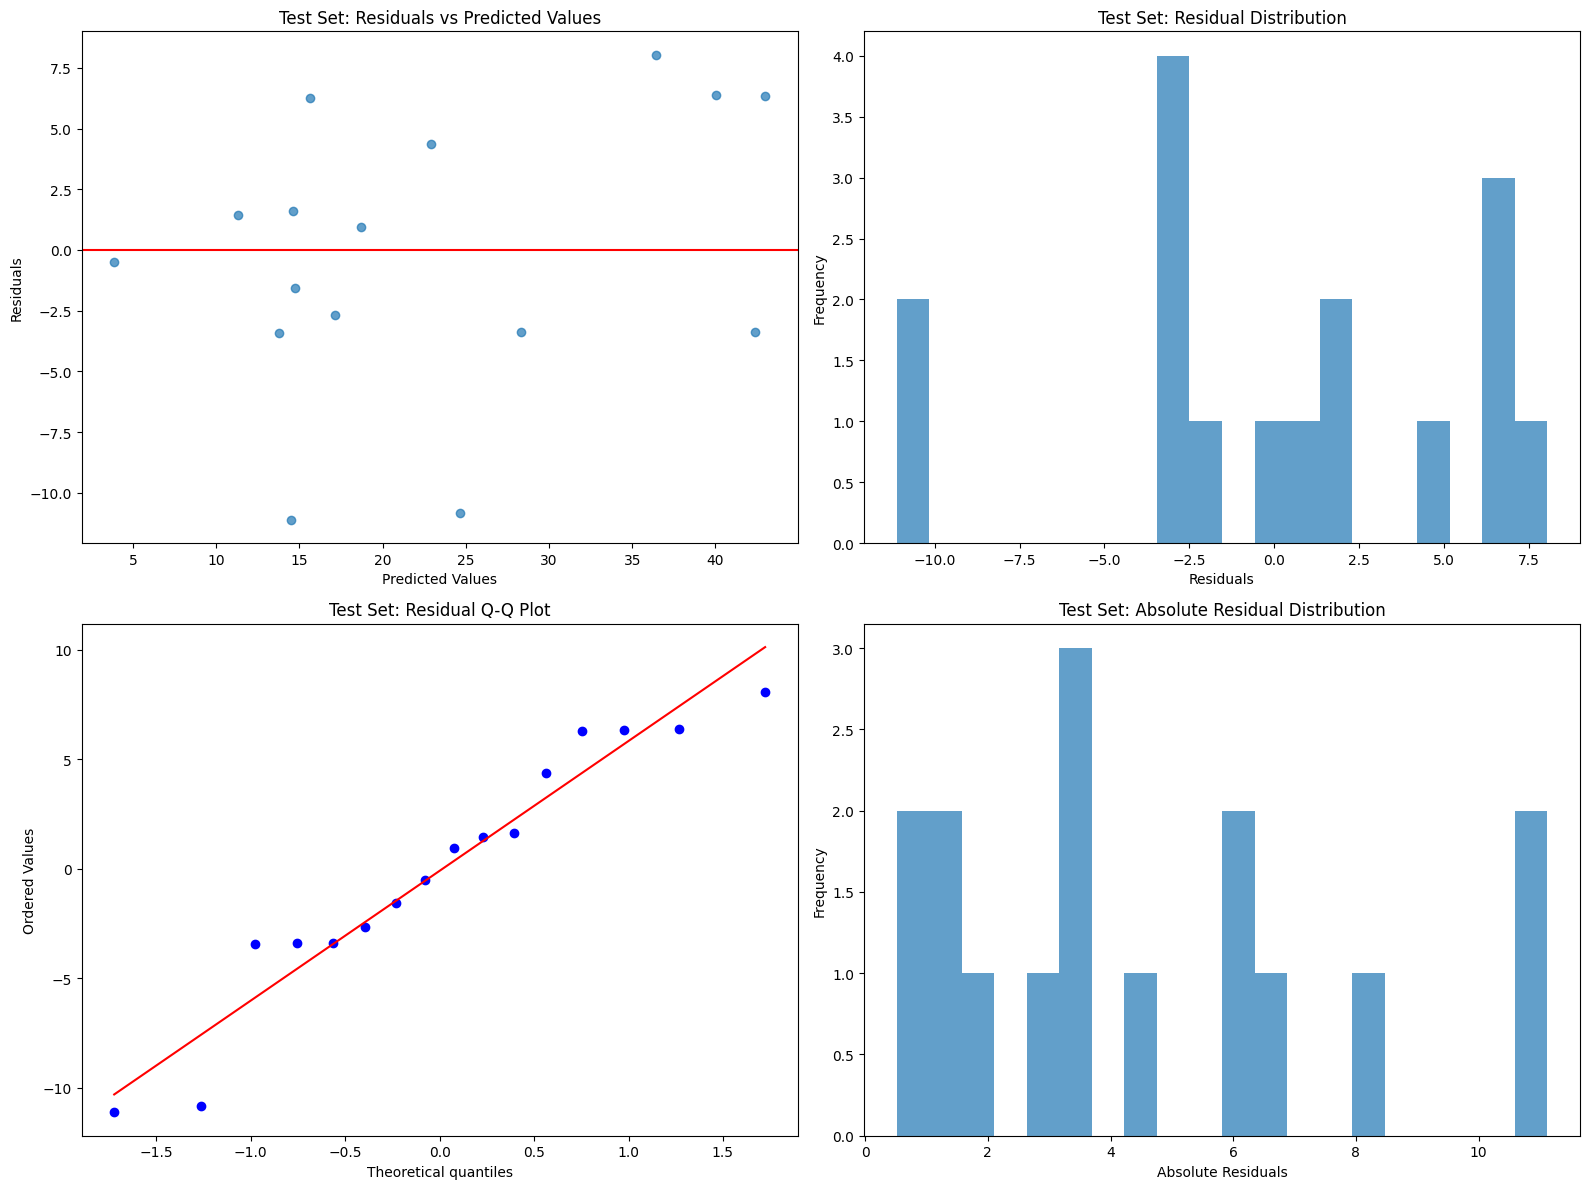 Test Set: Residuals vs Predicted Values
7.5
5.0
2.5
0.0
−2.5
−5.0
−7.5
−10.0
Residuals
5 10 15 20 25 30 35 40
Predicted Values
Test Set: Residual Distribution
4.0
3.5
3.0
2.5
2.0
1.5
1.0
0.5
0.0
Frequency
−10.0 −7.5 −5.0 −2.5 0.0 2.5 5.0 7.5
Residuals
Test Set: Residual Q-Q Plot
10
5
0
−5
−10
Ordered Values
−1.5 −1.0 −0.5 0.0 0.5 1.0 1.5
Theoretical quantiles
Test Set: Absolute Residual Distribution
3.0
2.5
2.0
1.5
1.0
0.5
0.0
Frequency
0 2 4 6 8 10
Absolute Residuals